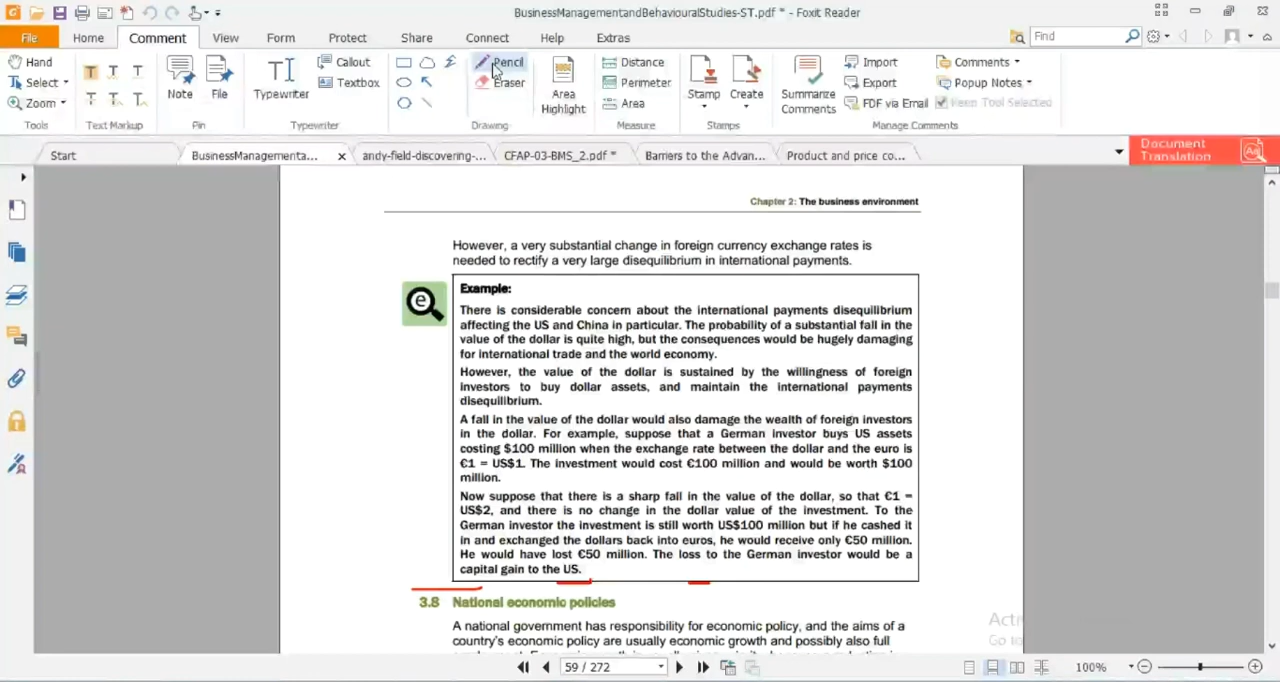 BusinessManagementandBehaviouralStudies-ST.pdf * - Foxit Reader
File Home Comment View Form Protect Share Connect Help Extras Find
Hand
Select
Zoom
Tools
T T T
T T T
Text Markup
Note File
Pin
Typewriter
Callout
Textbox
Typewriter
Pencil
Eraser
Drawing
Area
Highlight
Distance
Perimeter
Area
Measure
Stamp Create
Stamps
Summarize
Comments
Import
Export
FDF via Email
Comments
Popup Notes
Keep Tool Selected
Manage Comments
Start BusinessManagementa... x andy-field-discovering-... CFAP-03-BMS_2.pdf * Barriers to the Advan... Product and price co...
Document
Translation
Chapter 2: The business environment
However, a very substantial change in foreign currency exchange rates is
needed to rectify a very large disequilibrium in international payments.
e
Example:
There is considerable concern about the international payments disequilibrium
affecting the US and China in particular. The probability of a substantial fall in the
value of the dollar is quite high, but the consequences would be hugely damaging
for international trade and the world economy.
However, the value of the dollar is sustained by the willingness of foreign
investors to buy dollar assets, and maintain the international payments
disequilibrium.
A fall in the value of the dollar would also damage the wealth of foreign investors
in the dollar. For example, suppose that a German investor buys US assets
costing $100 million when the exchange rate between the dollar and the euro is
€1 = US$1. The investment would cost €100 million and would be worth $100
million.
Now suppose that there is a sharp fall in the value of the dollar, so that €1 =
US$2, and there is no change in the dollar value of the investment. To the
German investor the investment is still worth US$100 million but if he cashed it
in and exchanged the dollars back into euros, he would receive only €50 million.
He would have lost €50 million. The loss to the German investor would be a
capital gain to the US.
3.8 National economic policies
A national government has responsibility for economic policy, and the aims of a
country's economic policy are usually economic growth and possibly also full
59 / 272
100%